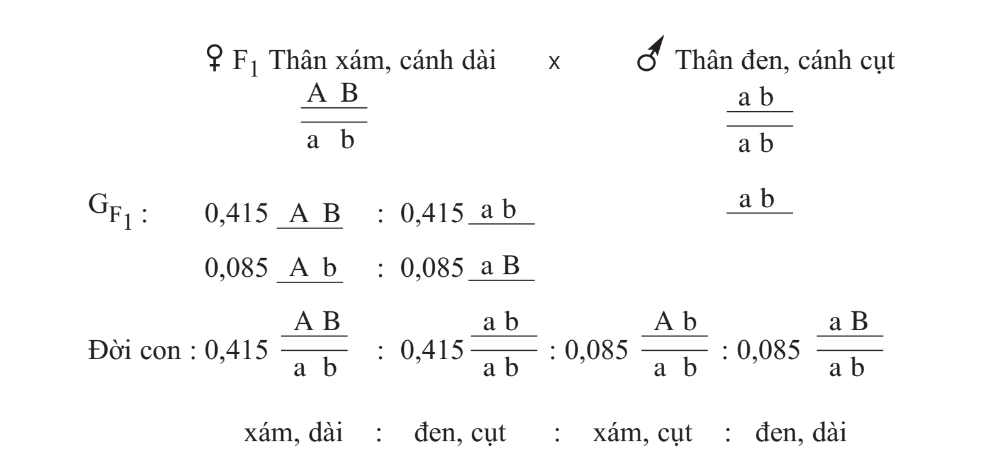 ♀ F1 Thân xám, cánh dài x ♂ Thân đen, cánh cụt
A B a b
a b a b
GF1 : 0,415 A B : 0,415 a b a b
0,085 A b : 0,085 a B
A B a b A b a B
Đời con : 0,415 : 0,415 : 0,085 : 0,085
a b a b a b a b
xám, dài : đen, cụt : xám, cụt : đen, dài